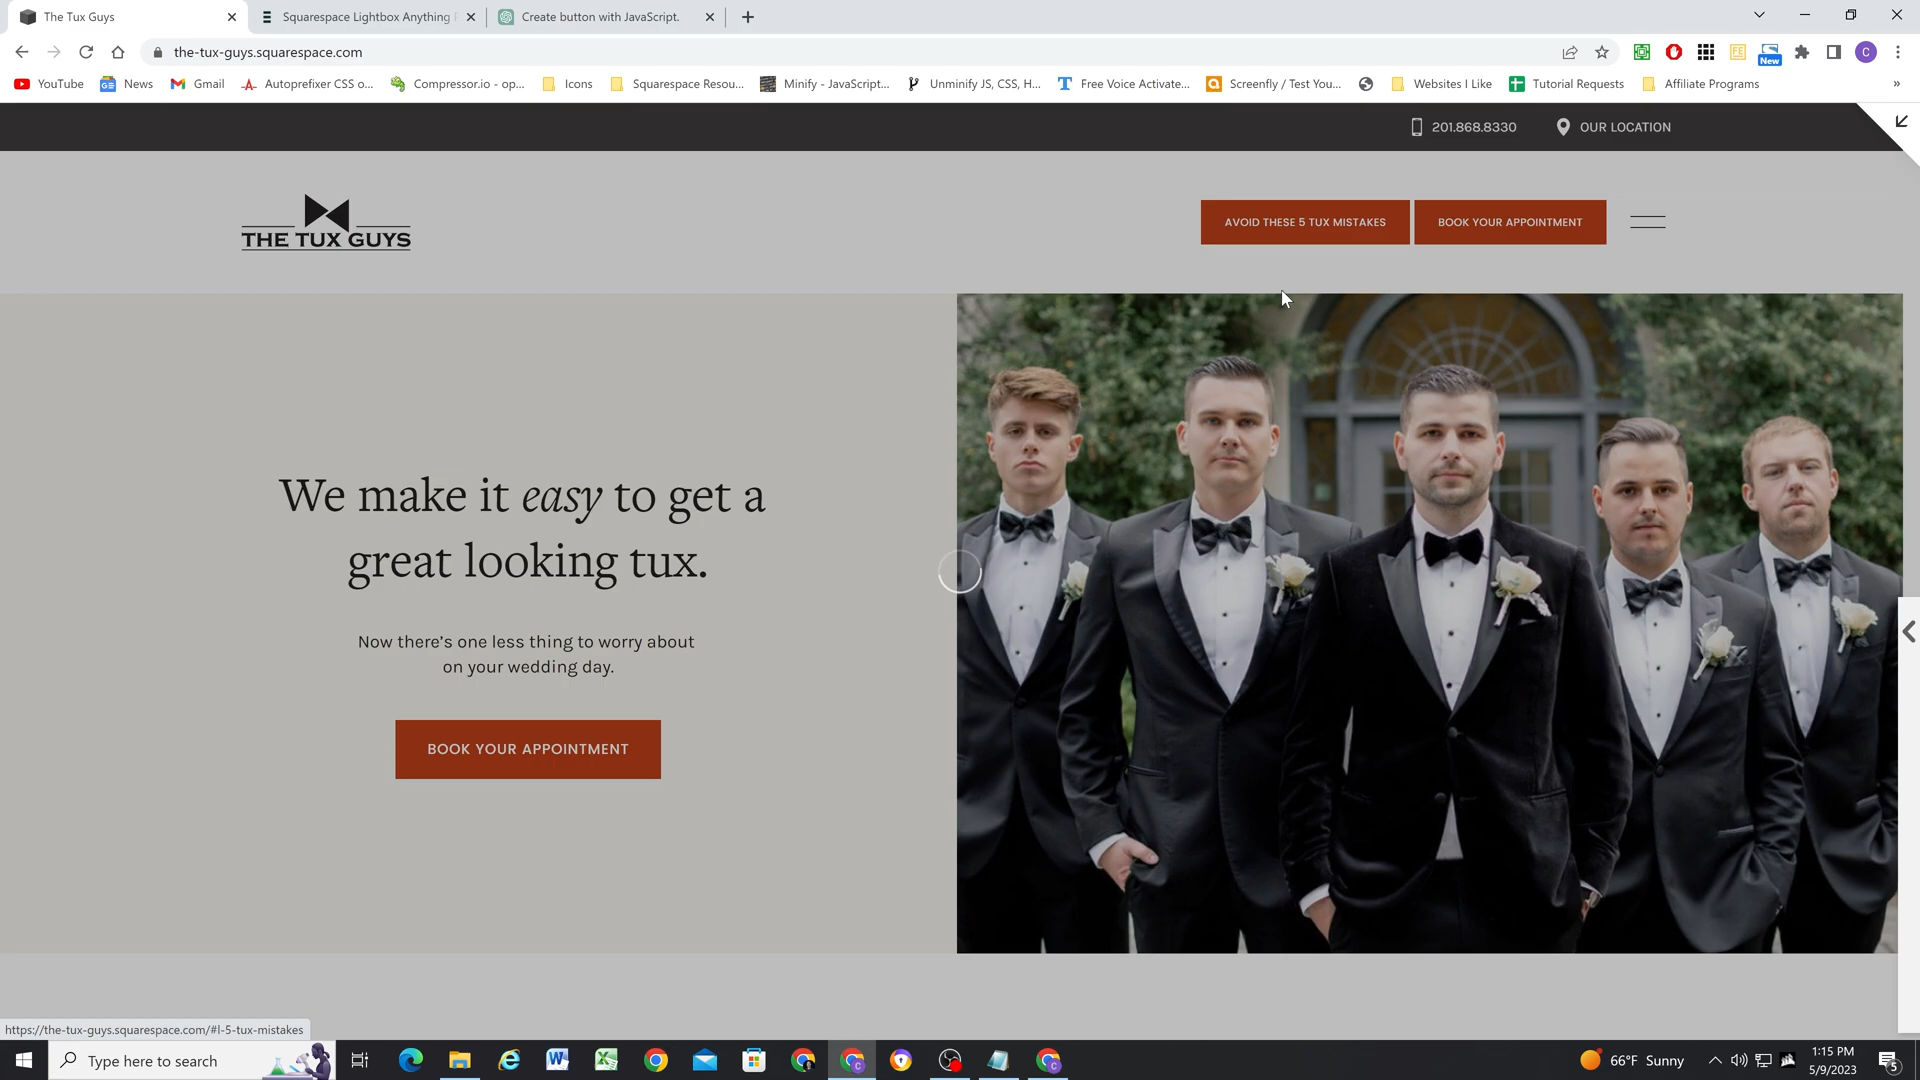 The Tux Guys
Squarespace Lightbox Anything
Create button with JavaScript.
the-tux-guys.squarespace.com
FE
New
C
YouTube
News
Gmail
Autoprefixer CSS o...
Compressor.io - op...
Icons
Squarespace Resou...
Minify - JavaScript...
Unminify JS, CSS, H...
Free Voice Activate...
Screenfly / Test You...
Websites I Like
Tutorial Requests
Affiliate Programs
»
201.868.8330
OUR LOCATION
THE TUX GUYS
AVOID THESE 5 TUX MISTAKES
BOOK YOUR APPOINTMENT
We make it easy to get a
great looking tux.
Now there's one less thing to worry about
on your wedding day.
BOOK YOUR APPOINTMENT
https://the-tux-guys.squarespace.com/#l-5-tux-mistakes
Type here to search
66°F Sunny
1:15 PM
5/9/2023
5